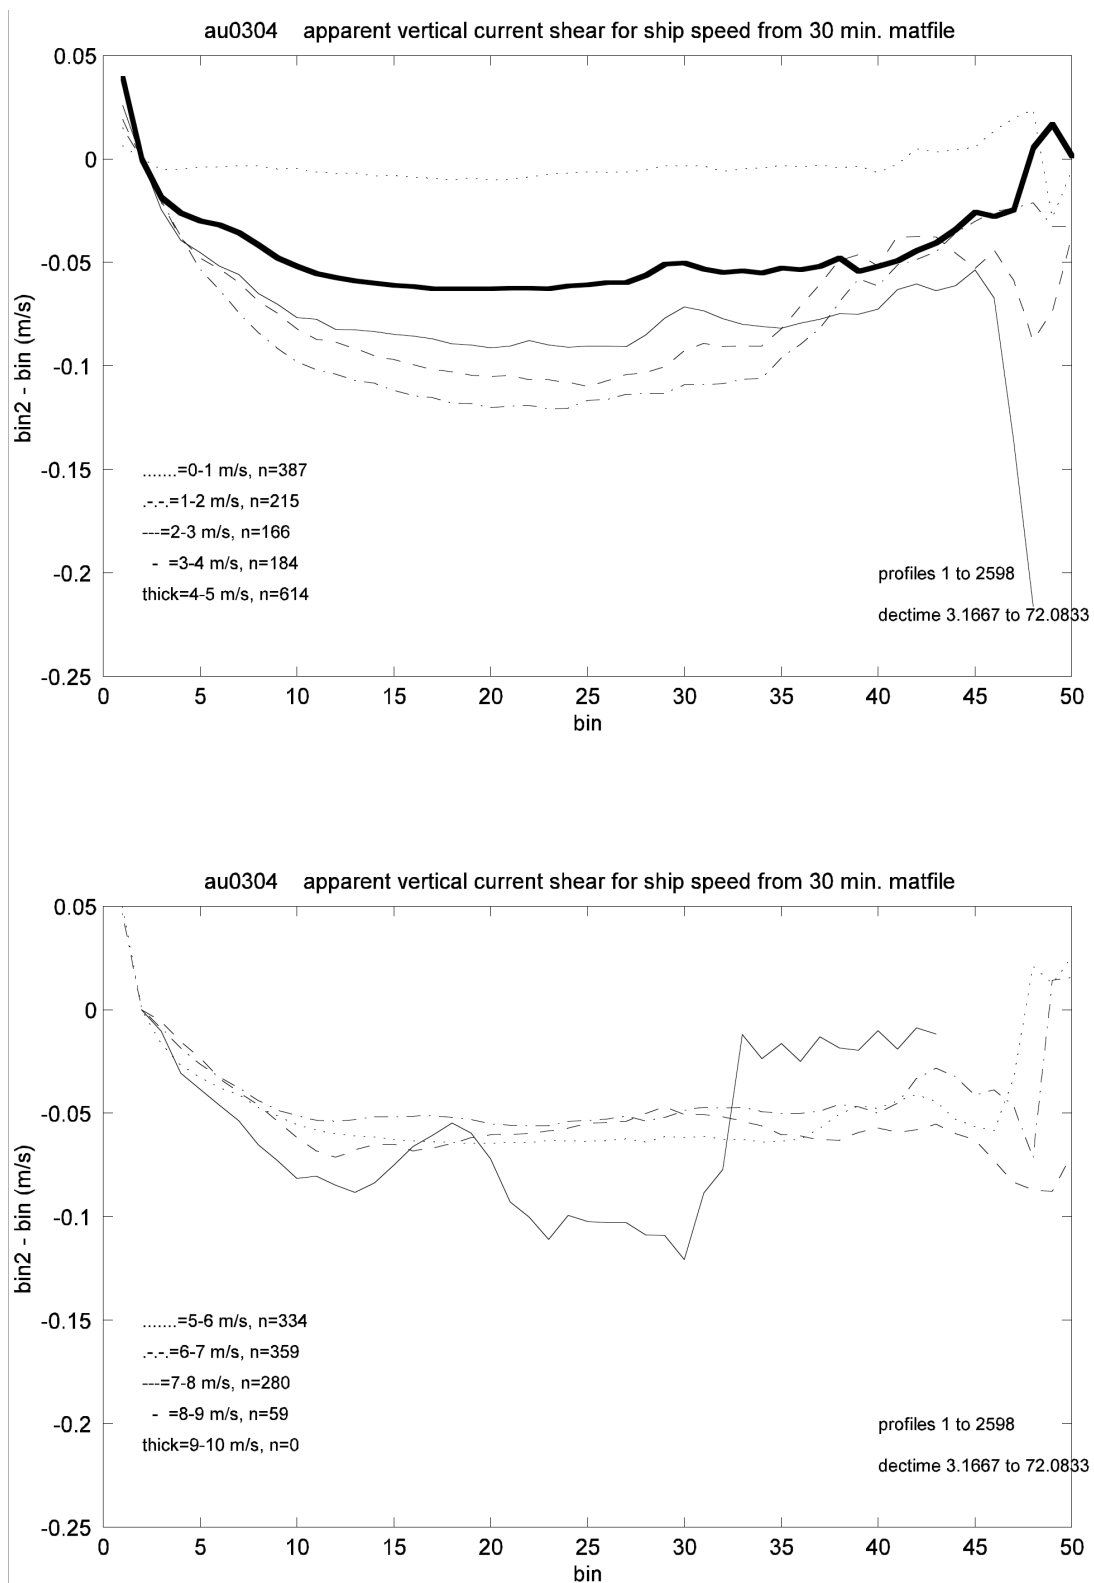 au0304 apparent vertical current shear for ship speed from 30 min. matfile
0.05
0
-0.05
-0.1
-0.15
-0.2
-0.25
bin2 - bin (m/s)
.......=0-1 m/s, n=387
.-.-.=1-2 m/s, n=215
---=2-3 m/s, n=166
- =3-4 m/s, n=184
thick=4-5 m/s, n=614
profiles 1 to 2598
dectime 3.1667 to 72.0833
0 5 10 15 20 25 30 35 40 45 50
bin
au0304 apparent vertical current shear for ship speed from 30 min. matfile
0.05
0
-0.05
-0.1
-0.15
-0.2
-0.25
bin2 - bin (m/s)
.......=5-6 m/s, n=334
.-.-.=6-7 m/s, n=359
---=7-8 m/s, n=280
- =8-9 m/s, n=59
thick=9-10 m/s, n=0
profiles 1 to 2598
dectime 3.1667 to 72.0833
0 5 10 15 20 25 30 35 40 45 50
bin